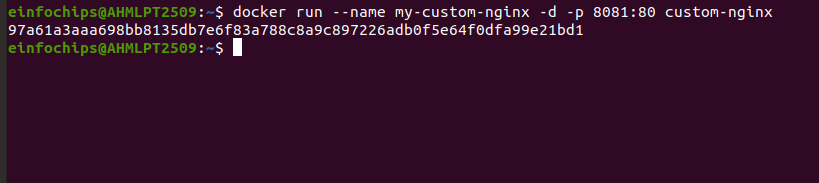 einfochips@AHMLPT2509:~$ docker run --name my-custom-nginx -d -p 8081:80 custom-nginx
97a61a3aaa698bb8135db7e6f83a788c8a9c897226adb0f5e64f0dfa99e21bd1
einfochips@AHMLPT2509:~$